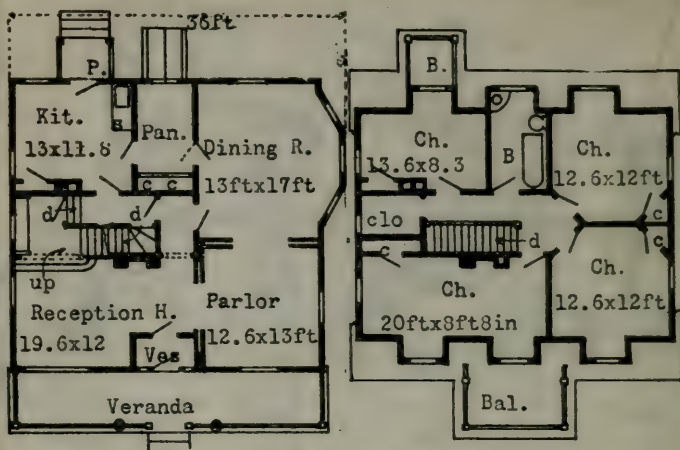 36ft
P.
Kit.
13x11.8
s
Pan.
Dining R.
13ftx17ft
c c
d
d
up
Reception H.
19.6x12
Parlor
12.6x13ft
Ves
Veranda
B.
Ch.
13.6x8.3
B
Ch.
12.6x12ft
clo
c
d
c
c
Ch.
20ftx8ft8in
Ch.
12.6x12ft
Bal.